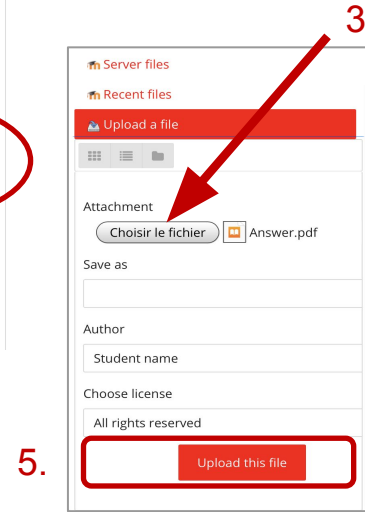 3
Server files
Recent files
Upload a file
Attachment
Choisir le fichier Answer.pdf
Save as
Author
Student name
Choose license
All rights reserved
5.
Upload this file